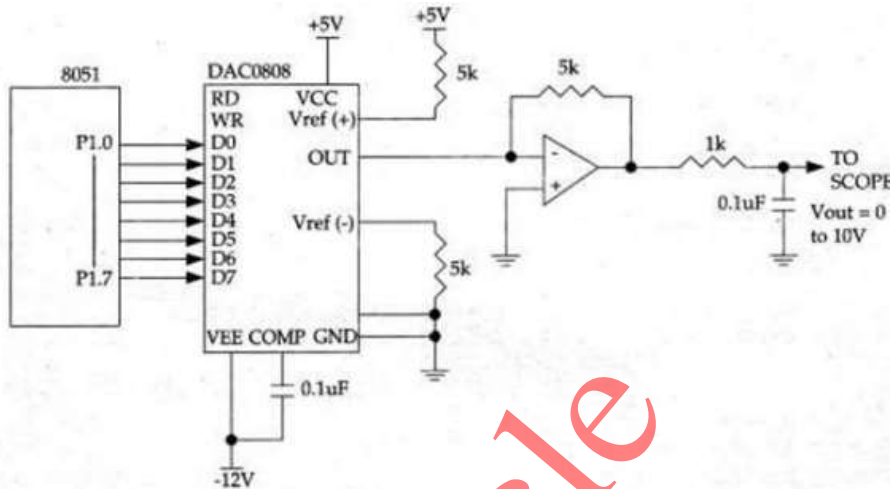 +5V
+5V
8051
DAC0808
5k
5k
RD
VCC
WR
Vref (+)
P1.0
D0
OUT
-
1k
TO
SCOPE
D1
D2
+
D3
0.1uF
Vout = 0
to 10V
D4
Vref (-)
D5
D6
5k
P1.7
D7
VEE
COMP
GND
0.1uF
-12V